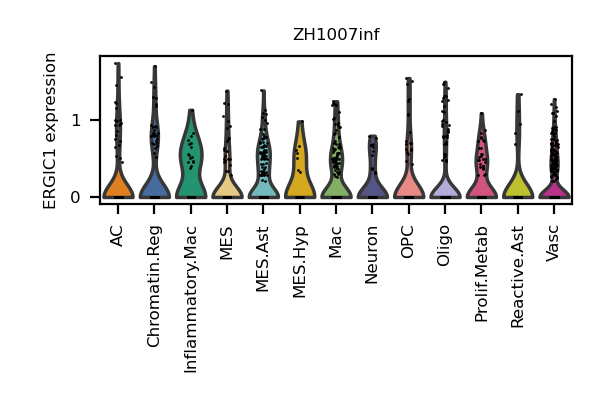 ZH1007inf
ERGIC1 expression
1
0
AC
Chromatin.Reg
Inflammatory.Mac
MES
MES.Ast
MES.Hyp
Mac
Neuron
OPC
Oligo
Prolif.Metab
Reactive.Ast
Vasc